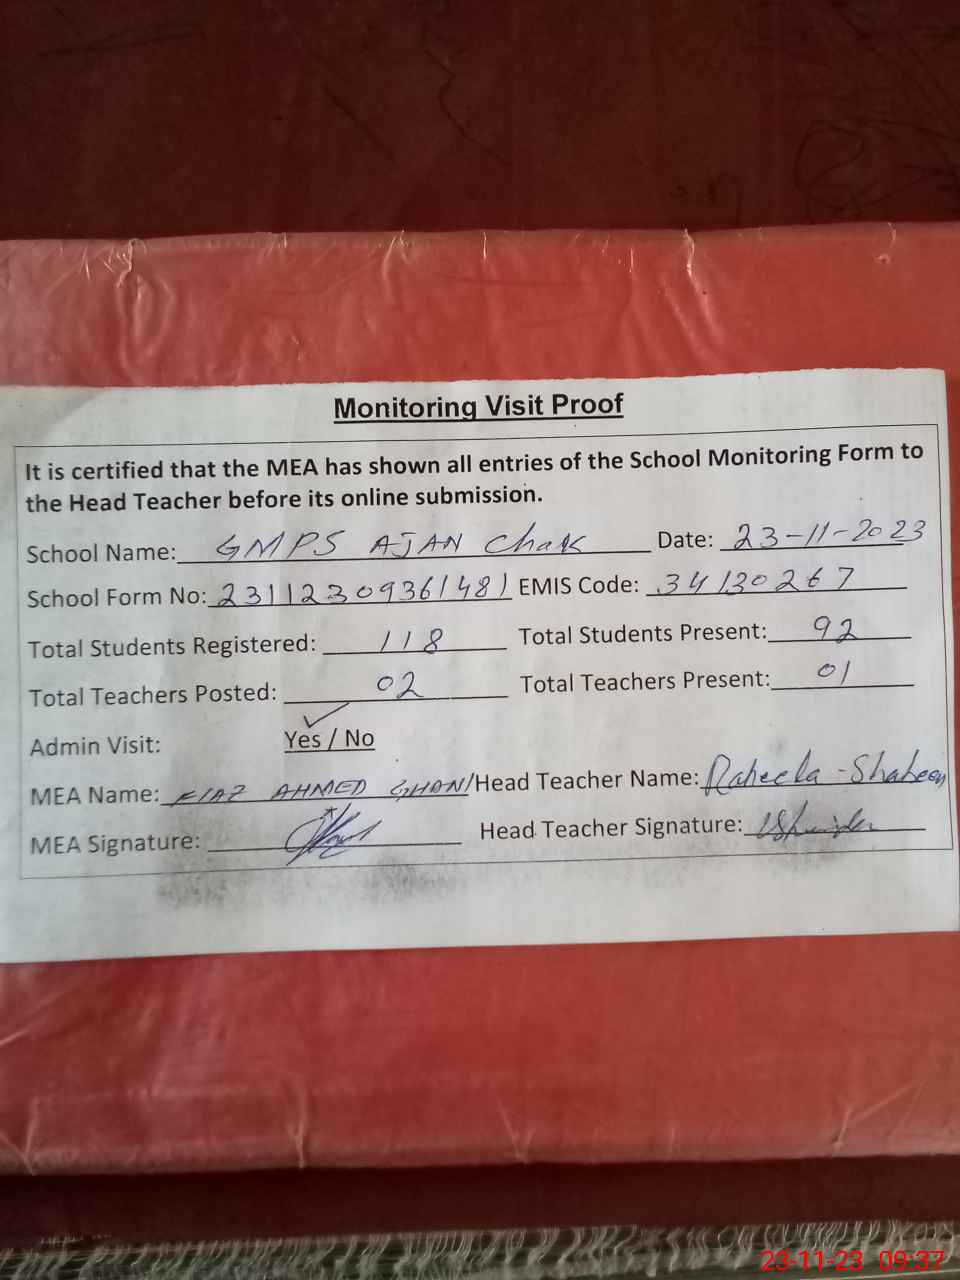 Monitoring Visit Proof
It is certified that the MEA has shown all entries of the School Monitoring Form to
the Head Teacher before its online submission.
School Name: GMPS AJAN Chak Date: 23-11-2023
School Form No: 23112309361481 EMIS Code: 34130267
Total Students Registered: 118 Total Students Present: 92
Total Teachers Posted: 02 Total Teachers Present: 01
Admin Visit: Yes / No
MEA Name: AHMED Head Teacher Name: Raheela - Shaheen
MEA Signature: Head Teacher Signature:
23-11-23 09:37